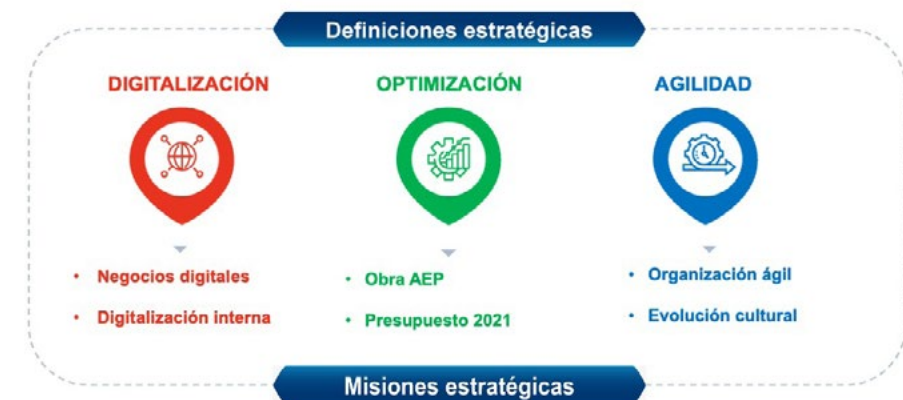 Definiciones estratégicas
DIGITALIZACIÓN
OPTIMIZACIÓN
AGILIDAD
• Negocios digitales
• Digitalización interna
• Obra AEP
• Presupuesto 2021
• Organización ágil
• Evolución cultural
Misiones estratégicas